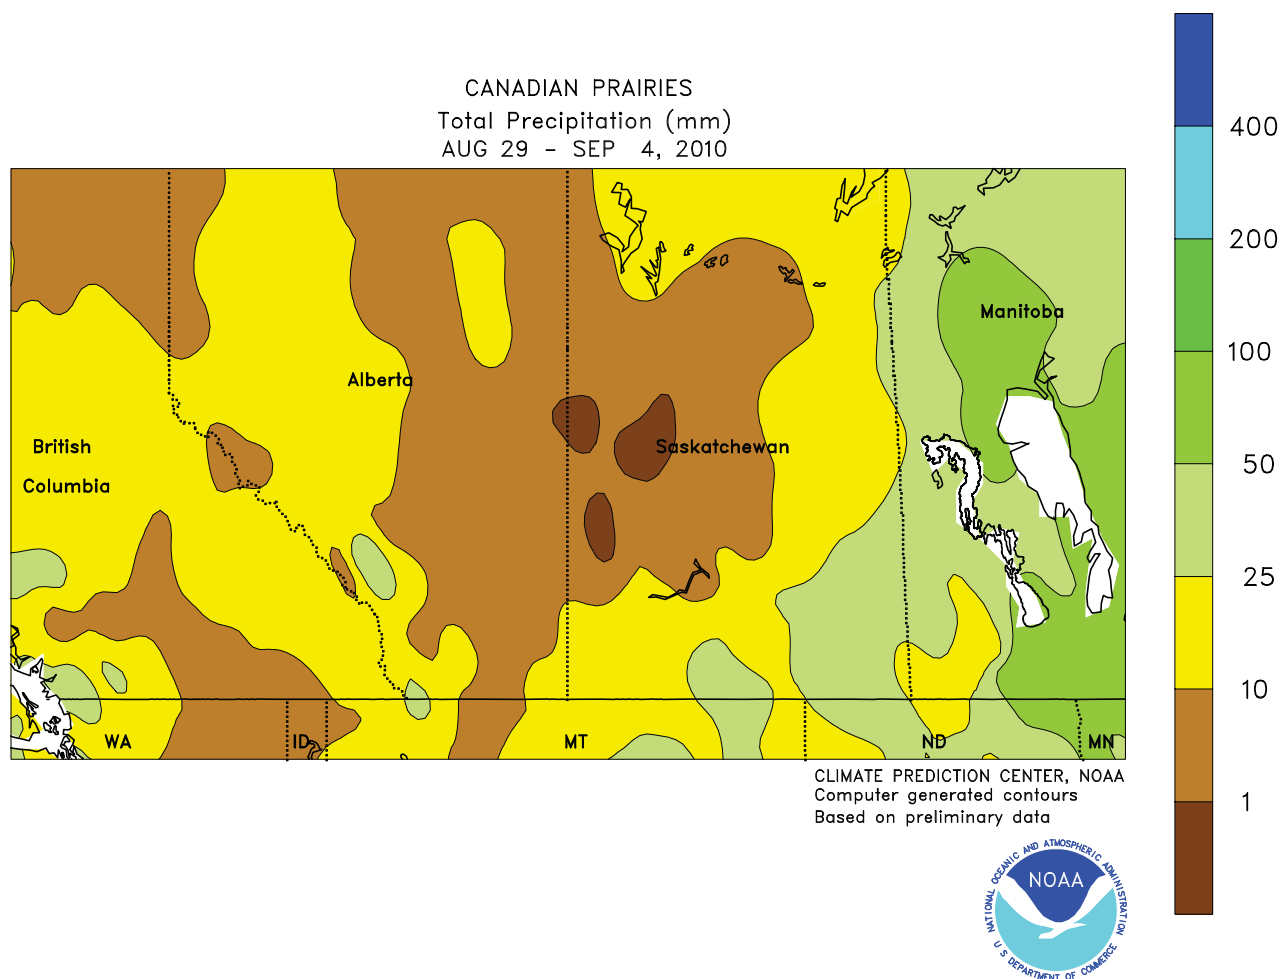 CANADIAN PRAIRIES
Total Precipitation (mm)
AUG 29 - SEP 4, 2010
400
200
100
50
25
10
1
Manitoba
Alberta
British
Columbia
Saskatchewan
WA
ID
MT
ND
MN
CLIMATE PREDICTION CENTER, NOAA
Computer generated contours
Based on preliminary data
NATIONAL OCEANIC AND ATMOSPHERIC ADMINISTRATION
NOAA
U S DEPARTMENT OF COMMERCE